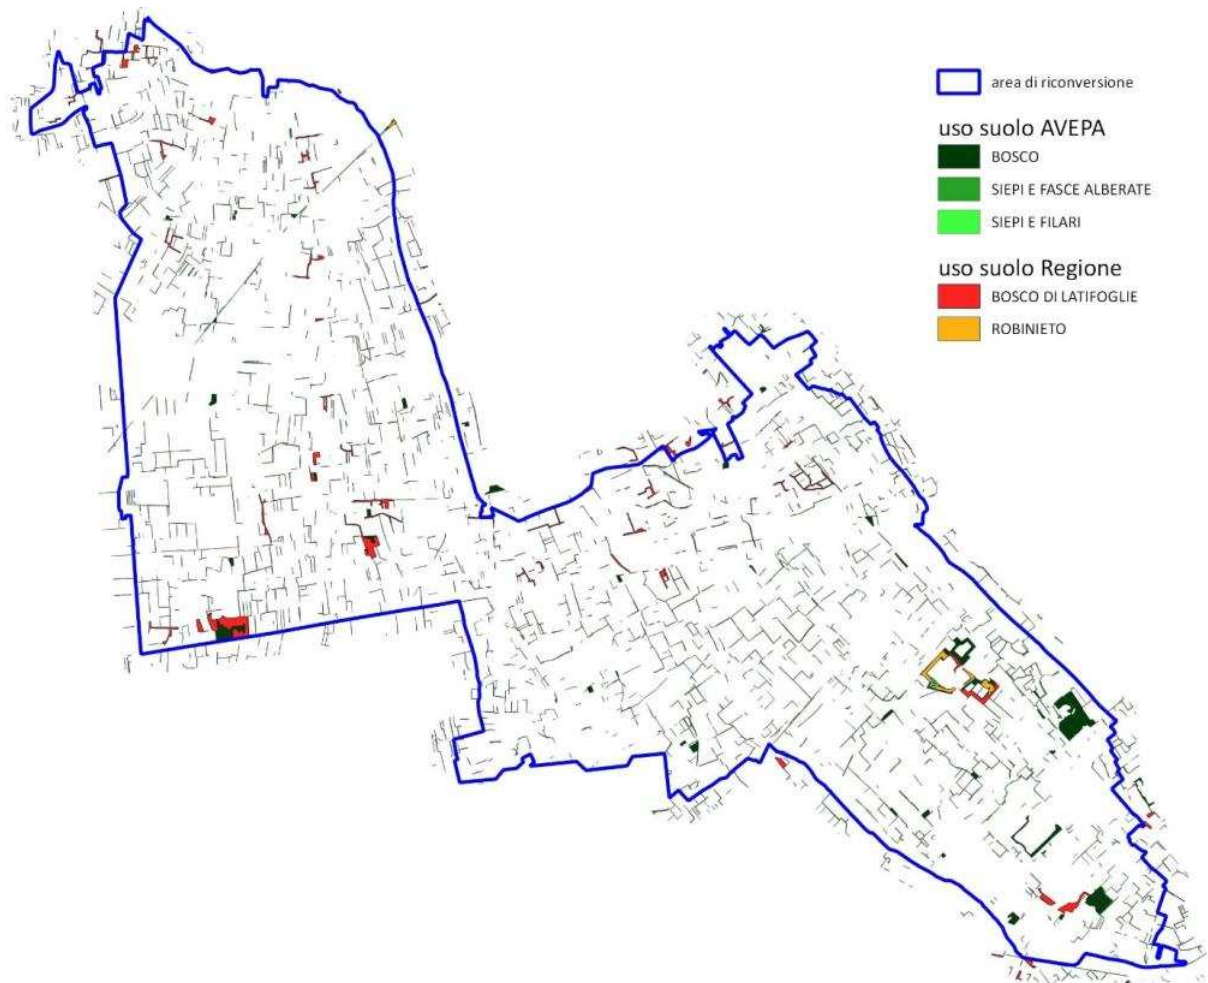 area di riconversione
uso suolo AVEPA
BOSCO
SIEPI E FASCE ALBERATE
SIEPI E FILARI
uso suolo Regione
BOSCO DI LATIFOGLIE
ROBINIETO